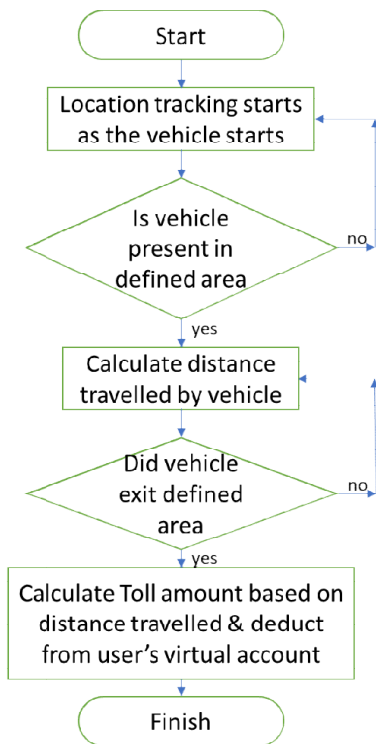 Start
Location tracking starts
as the vehicle starts
Is vehicle
present in
defined area
no
yes
Calculate distance
travelled by vehicle
Did vehicle
exit defined
area
no
yes
Calculate Toll amount based on
distance travelled & deduct
from user's virtual account
Finish